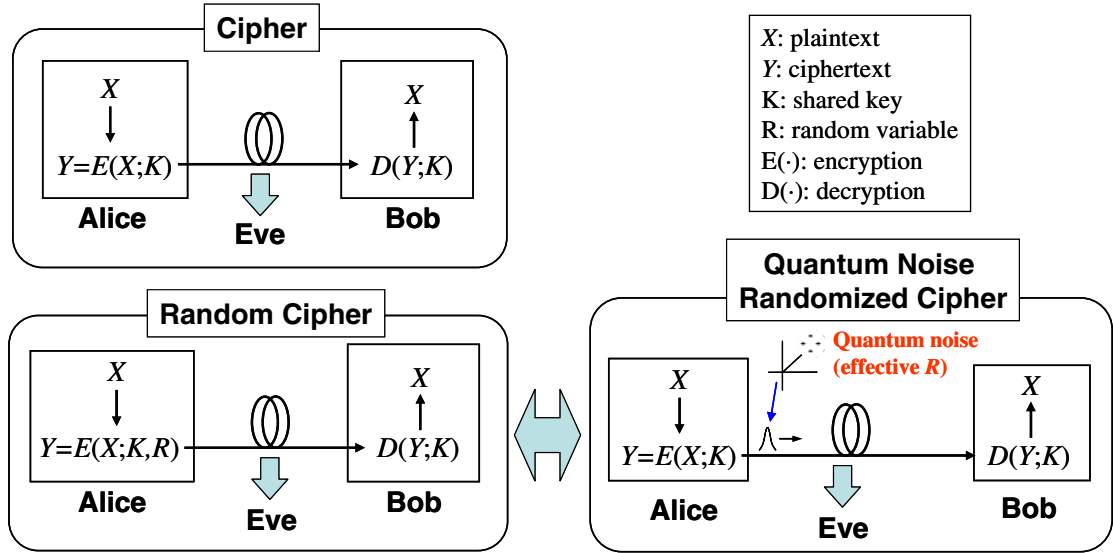 Cipher
X
Y=E(X;K)
Alice
X
D(Y;K)
Bob
Eve
X: plaintext
Y: ciphertext
K: shared key
R: random variable
E(·): encryption
D(·): decryption
Random Cipher
X
Y=E(X;K,R)
Alice
X
D(Y;K)
Bob
Eve
Quantum Noise
Randomized Cipher
Quantum noise
(effective R)
X
Y=E(X;K)
Alice
X
D(Y;K)
Bob
Eve